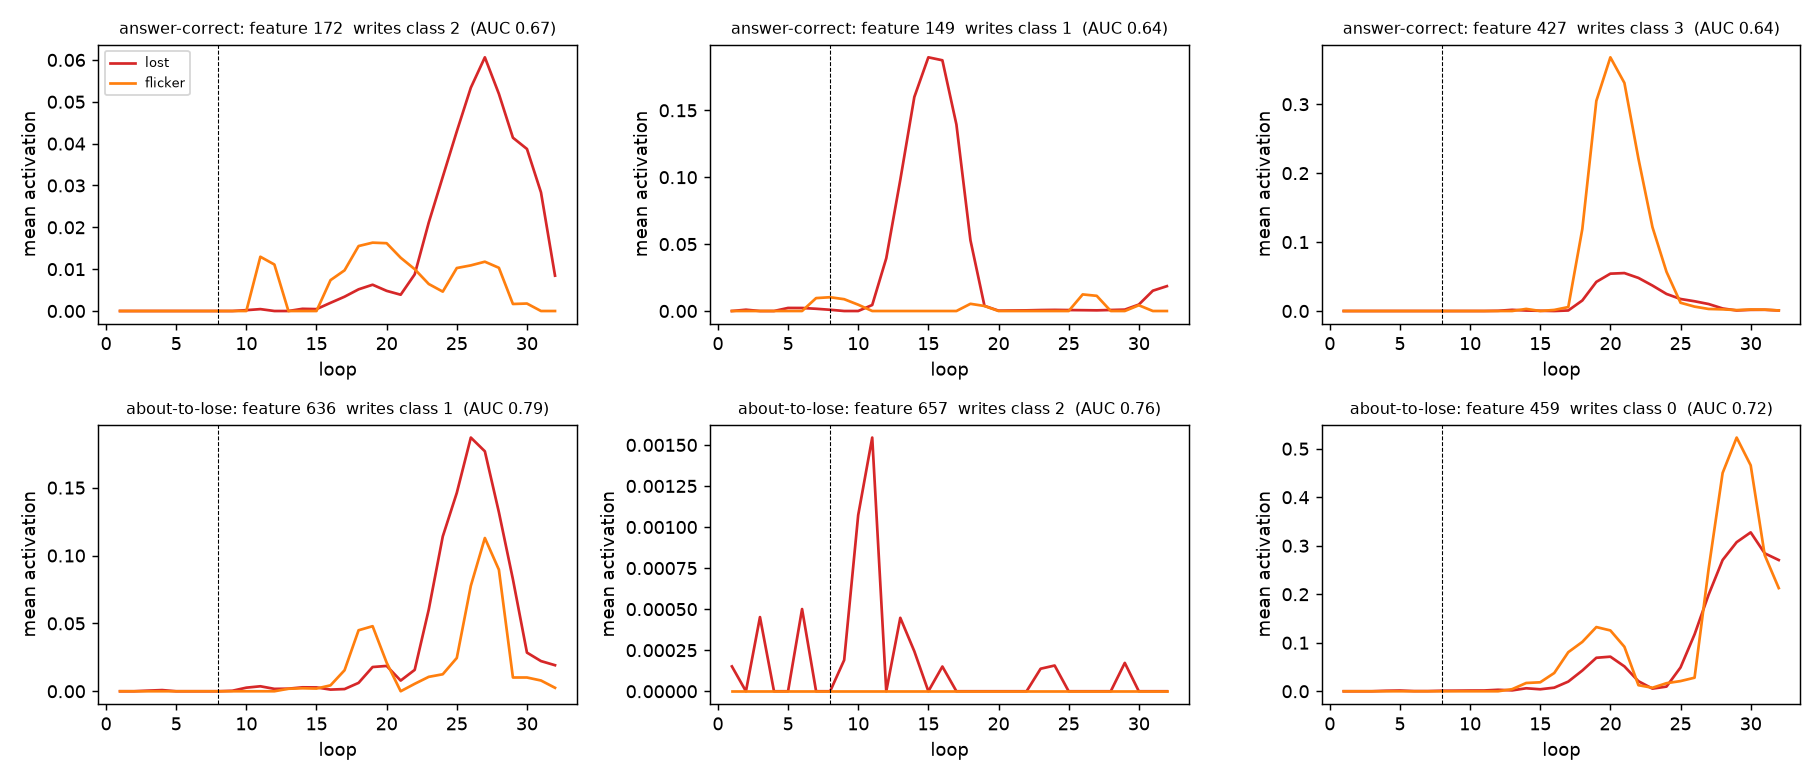 answer-correct: feature 172  writes class 2  (AUC 0.67)
lost
flicker
mean activation
0.06
0.05
0.04
0.03
0.02
0.01
0.00
0 5 10 15 20 25 30
loop
answer-correct: feature 149  writes class 1  (AUC 0.64)
mean activation
0.15
0.10
0.05
0.00
0 5 10 15 20 25 30
loop
answer-correct: feature 427  writes class 3  (AUC 0.64)
mean activation
0.3
0.2
0.1
0.0
0 5 10 15 20 25 30
loop
about-to-lose: feature 636  writes class 1  (AUC 0.79)
mean activation
0.15
0.10
0.05
0.00
0 5 10 15 20 25 30
loop
about-to-lose: feature 657  writes class 2  (AUC 0.76)
mean activation
0.00150
0.00125
0.00100
0.00075
0.00050
0.00025
0.00000
0 5 10 15 20 25 30
loop
about-to-lose: feature 459  writes class 0  (AUC 0.72)
mean activation
0.5
0.4
0.3
0.2
0.1
0.0
0 5 10 15 20 25 30
loop